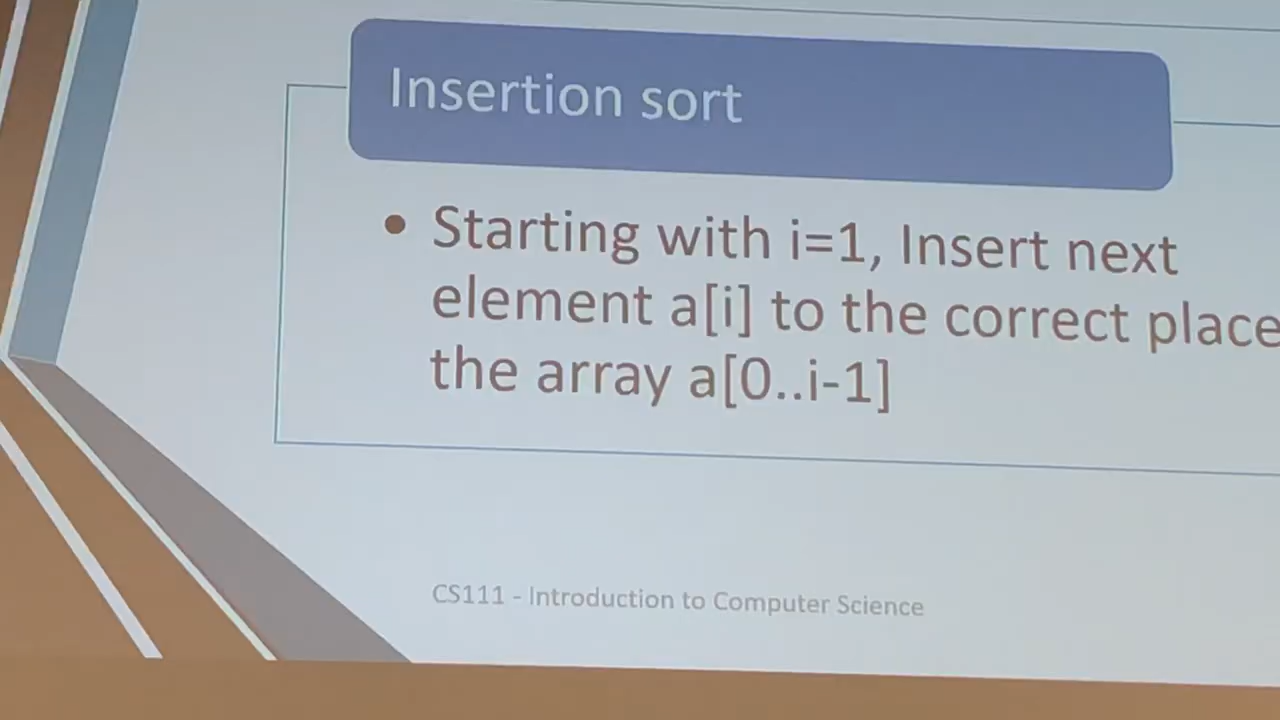 Insertion sort
• Starting with i=1, Insert next
element a[i] to the correct place
the array a[0..i-1]
CS111 - Introduction to Computer Science